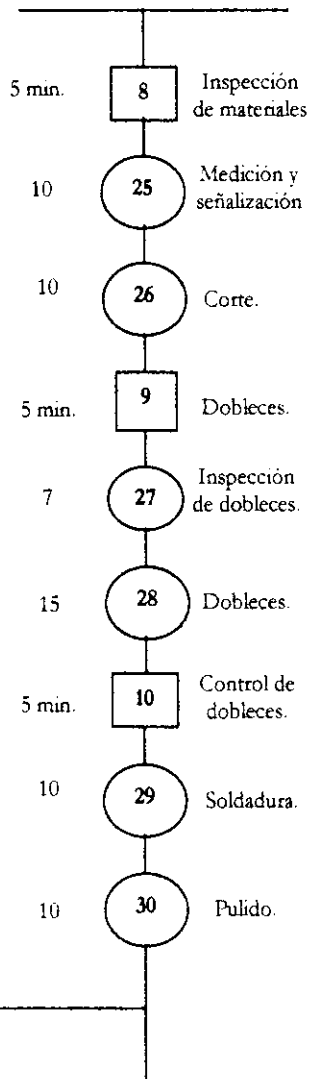 5 min.
8
Inspección
de materiales
10
25
Medición y
señalización
10
26
Corte.
5 min.
9
Dobleces.
7
27
Inspección
de dobleces.
15
28
Dobleces.
5 min.
10
Control de
dobleces.
10
29
Soldadura.
10
30
Pulido.